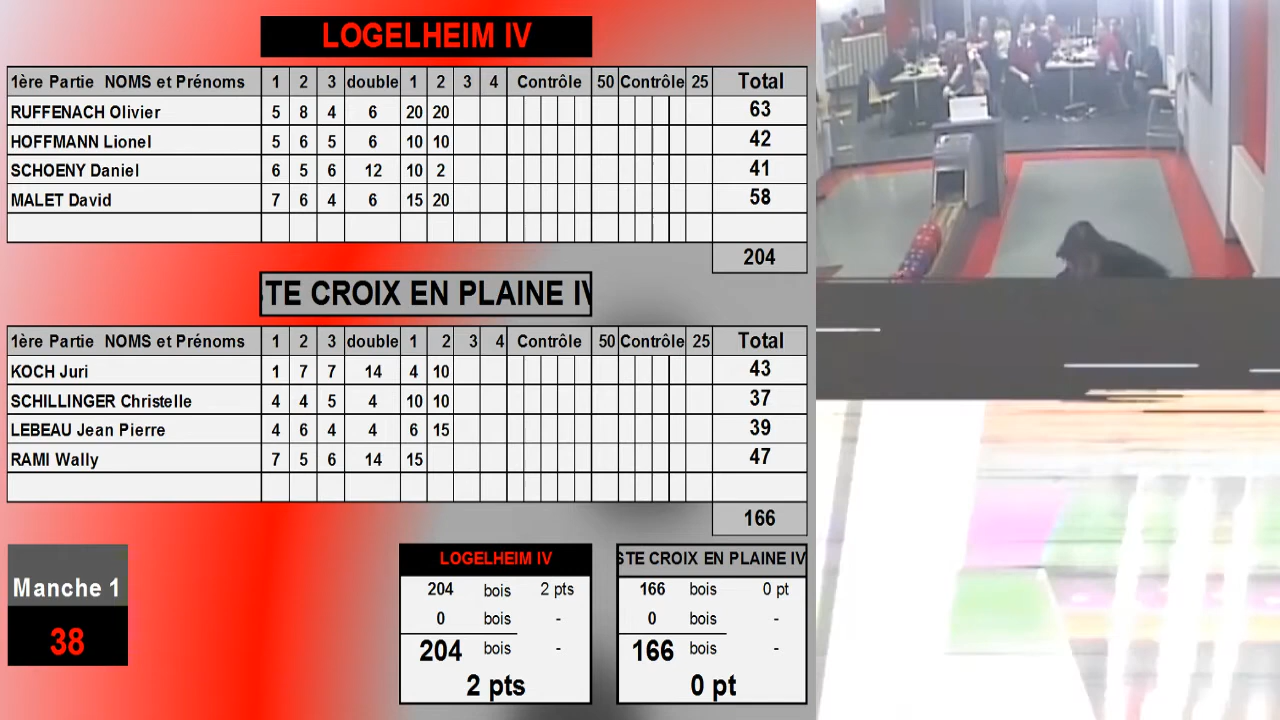 LOGELHEIM IV
1ère Partie NOMS et Prénoms 1 2 3 double 1 2 3 4 Contrôle 50 Contrôle 25 Total
RUFFENACH Olivier 5 8 4 6 20 20 63
HOFFMANN Lionel 5 6 5 6 10 10 42
SCHOENY Daniel 6 5 6 12 10 2 41
MALET David 7 6 4 6 15 20 58
204
STE CROIX EN PLAINE IV
1ère Partie NOMS et Prénoms 1 2 3 double 1 2 3 4 Contrôle 50 Contrôle 25 Total
KOCH Juri 1 7 7 14 4 10 43
SCHILLINGER Christelle 4 4 5 4 10 10 37
LEBEAU Jean Pierre 4 6 4 4 6 15 39
RAMI Wally 7 5 6 14 15 47
166
Manche 1
38
LOGELHEIM IV
204 bois 2 pts
0 bois -
204 bois -
2 pts
STE CROIX EN PLAINE IV
166 bois 0 pt
0 bois -
166 bois -
0 pt